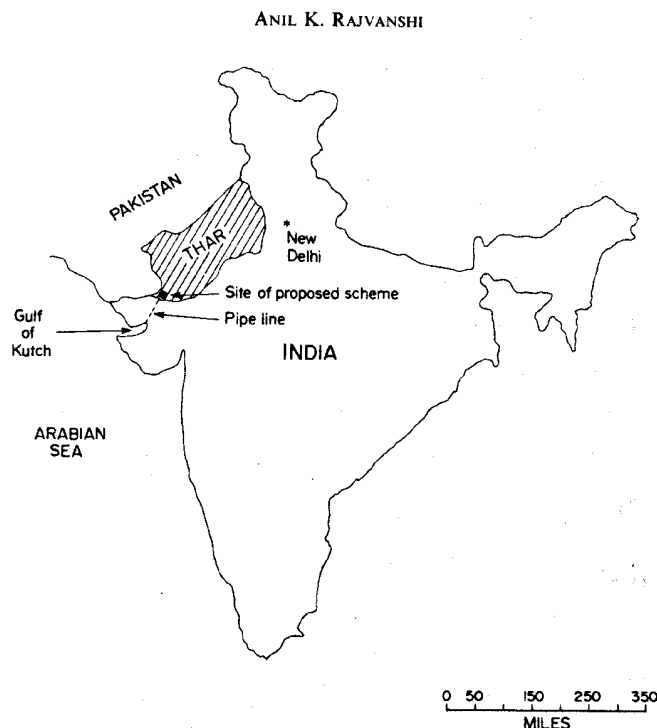 ANIL K. RAJVANSHI
PAKISTAN
THAR
*
New
Delhi
Site of proposed scheme
Pipe line
Gulf
of
Kutch
INDIA
ARABIAN
SEA
0 50 150 250 350
MILES